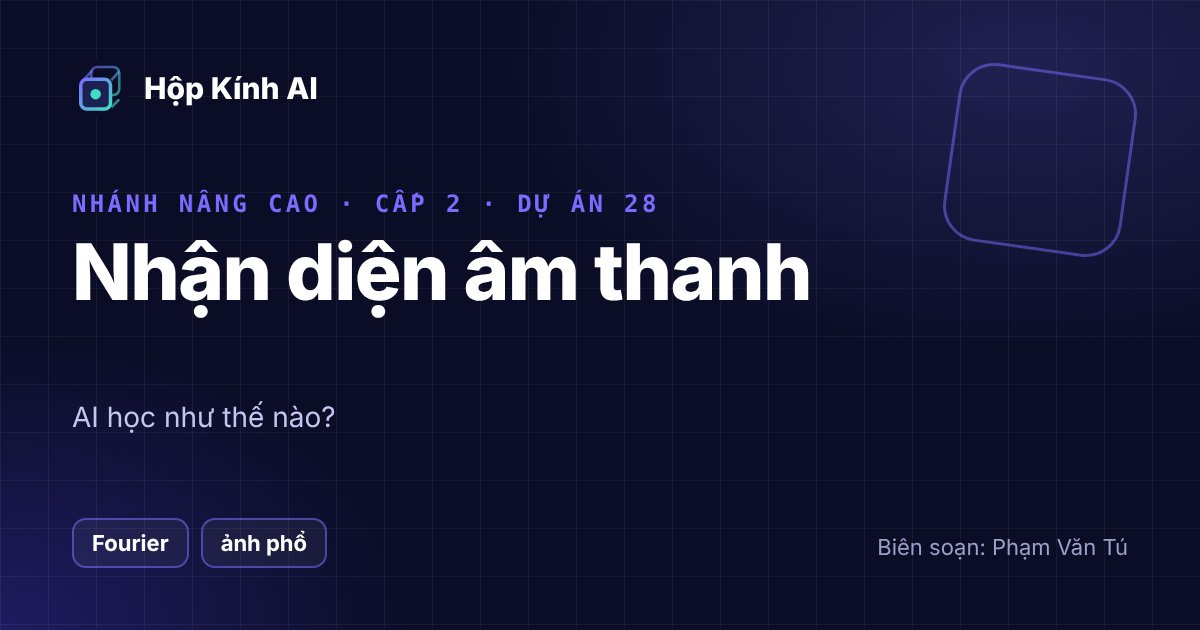 Hộp Kính AI
NHÁNH NÂNG CAO · CẤP 2 · DỰ ÁN 28
Nhận diện âm thanh
AI học như thế nào?
Fourier
ảnh phổ
Biên soạn: Phạm Văn Tú